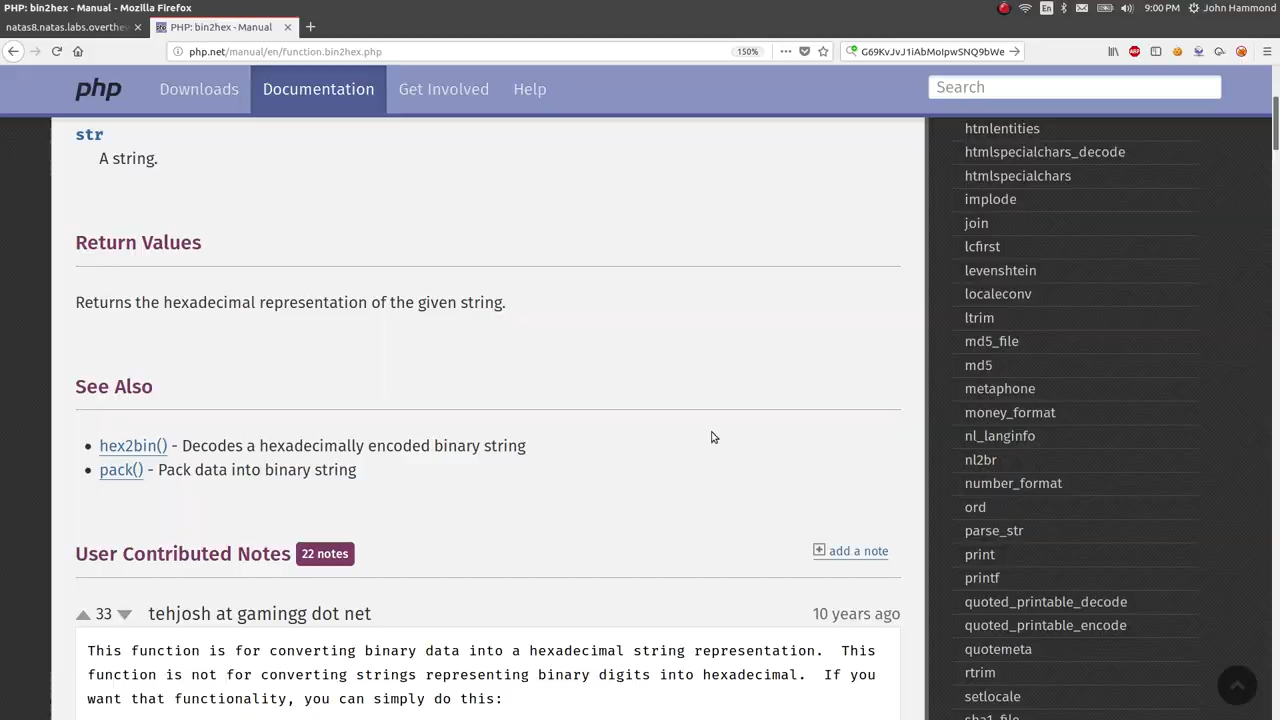 PHP: bin2hex - Manual - Mozilla Firefox
En
9:00 PM
John Hammond
natas8.natas.labs.overthe
PHP: bin2hex - Manual
php.net/manual/en/function.bin2hex.php
150%
G69KvJvJ1iAbMoIpwSNQ9bWe
ABP
php
Downloads
Documentation
Get Involved
Help
Search
str
A string.
Return Values
Returns the hexadecimal representation of the given string.
See Also
hex2bin() - Decodes a hexadecimally encoded binary string
pack() - Pack data into binary string
User Contributed Notes 22 notes
add a note
33 tehjosh at gamingg dot net
10 years ago
This function is for converting binary data into a hexadecimal string representation. This
function is not for converting strings representing binary digits into hexadecimal. If you
want that functionality, you can simply do this:
htmlentities
htmlspecialchars_decode
htmlspecialchars
implode
join
lcfirst
levenshtein
localeconv
ltrim
md5_file
md5
metaphone
money_format
nl_langinfo
nl2br
number_format
ord
parse_str
print
printf
quoted_printable_decode
quoted_printable_encode
quotemeta
rtrim
setlocale
sha1_file